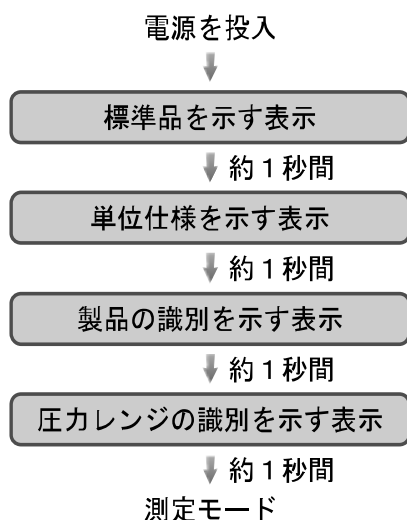 電源を投入
標準品を示す表示
約1秒間
単位仕様を示す表示
約1秒間
製品の識別を示す表示
約1秒間
圧力レンジの識別を示す表示
約1秒間
測定モード